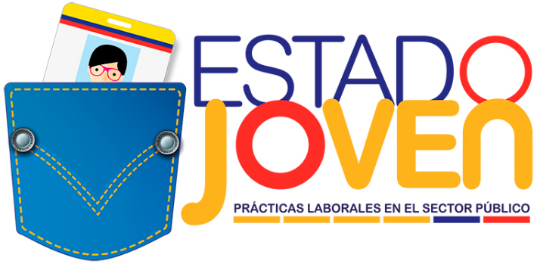 ESTADO
JOVEN
PRÁCTICAS LABORALES EN EL SECTOR PÚBLICO